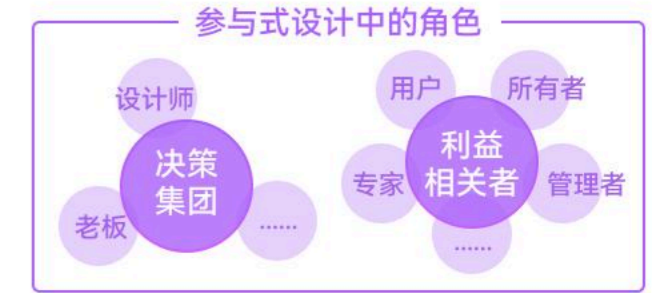 参与式设计中的角色
设计师
决策
集团
老板
......
用户
所有者
利益
相关者
专家
管理者
......